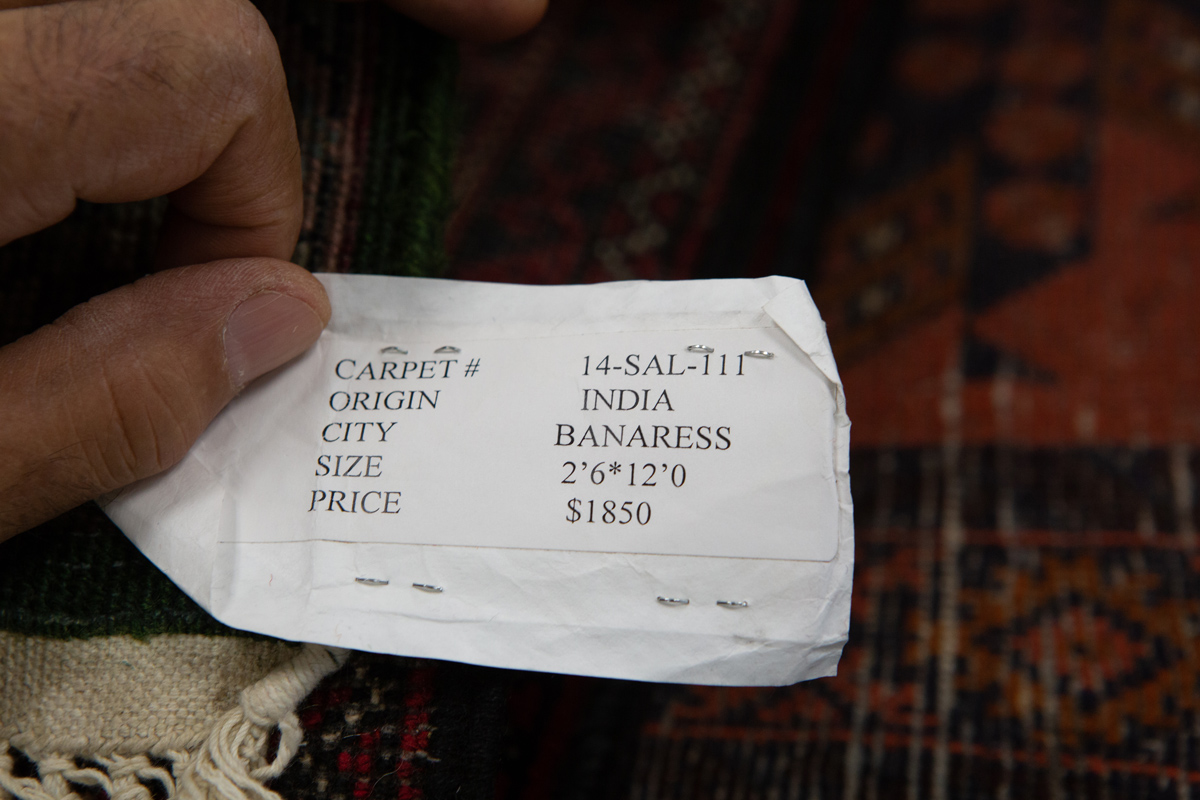 CARPET # 14-SAL-111
ORIGIN INDIA
CITY BANARESS
SIZE 2'6*12'0
PRICE $1850